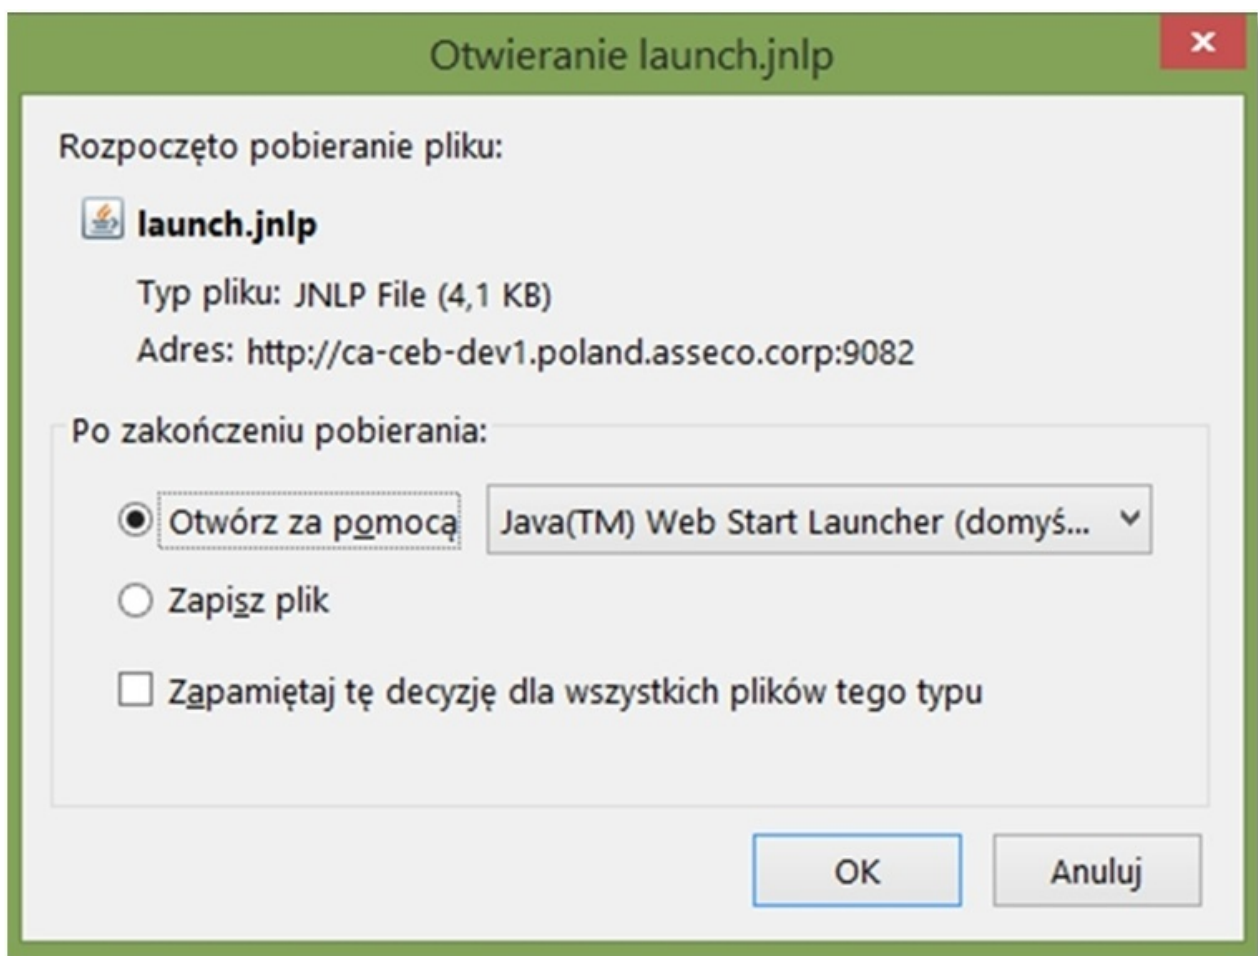 Otwieranie launch.jnlp
Rozpoczęto pobieranie pliku:
launch.jnlp
Typ pliku: JNLP File (4,1 KB)
Adres: http://ca-ceb-dev1.poland.asseco.corp:9082
Po zakończeniu pobierania:
Otwórz za pomocą Java(TM) Web Start Launcher (domyś...
Zapisz plik
Zapamiętaj tę decyzję dla wszystkich plików tego typu
OK Anuluj